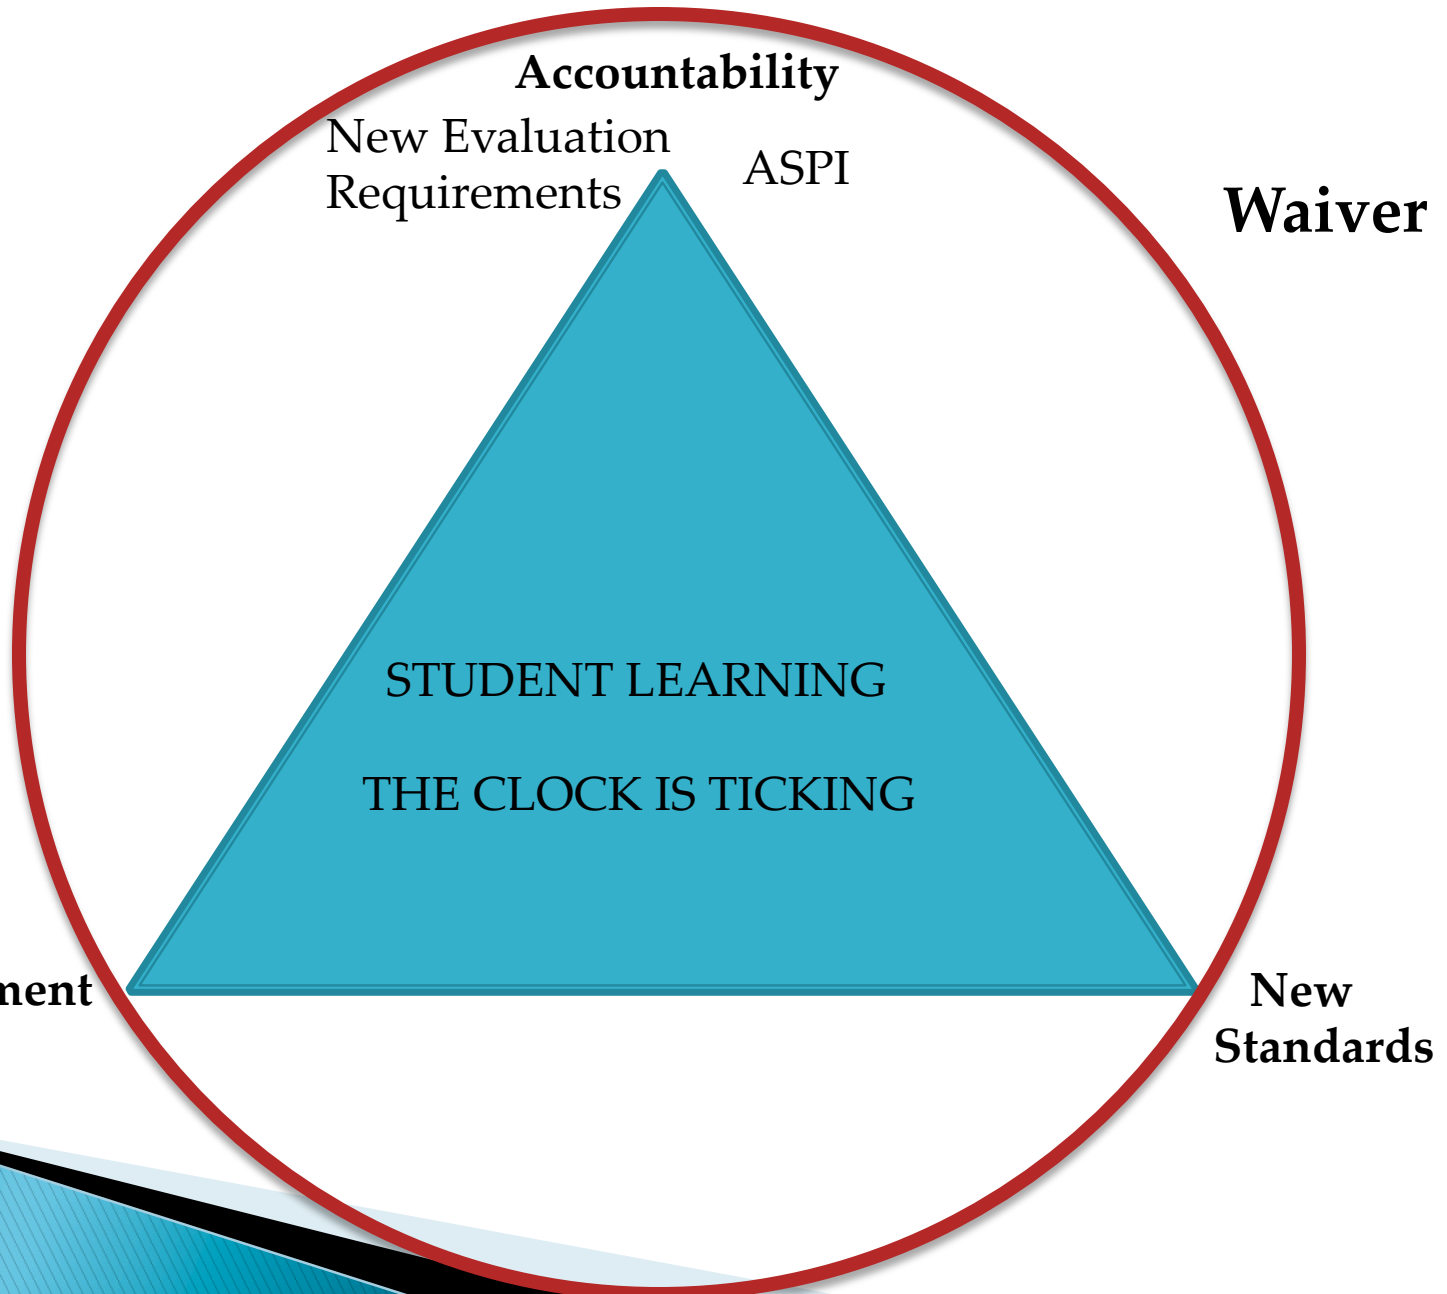 Accountability
New Evaluation
Requirements
ASPI
Waiver
STUDENT LEARNING
THE CLOCK IS TICKING
New
Standards